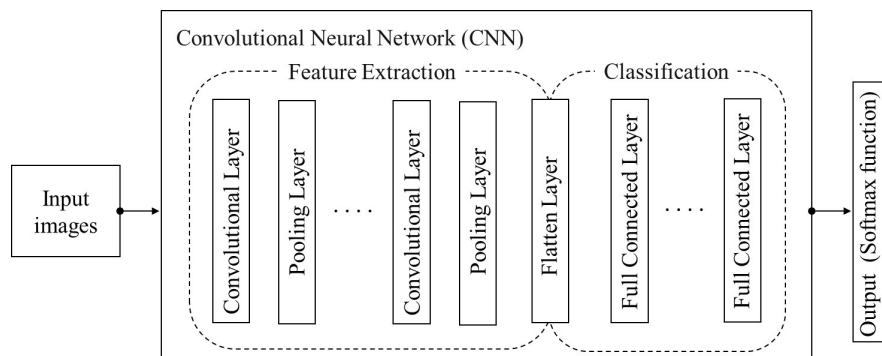 Convolutional Neural Network (CNN)
Feature Extraction
Classification
Input
images
Convolutional Layer
Pooling Layer
. . . .
Convolutional Layer
Pooling Layer
Flatten Layer
Full Connected Layer
. . . .
Full Connected Layer
Output (Softmax function)